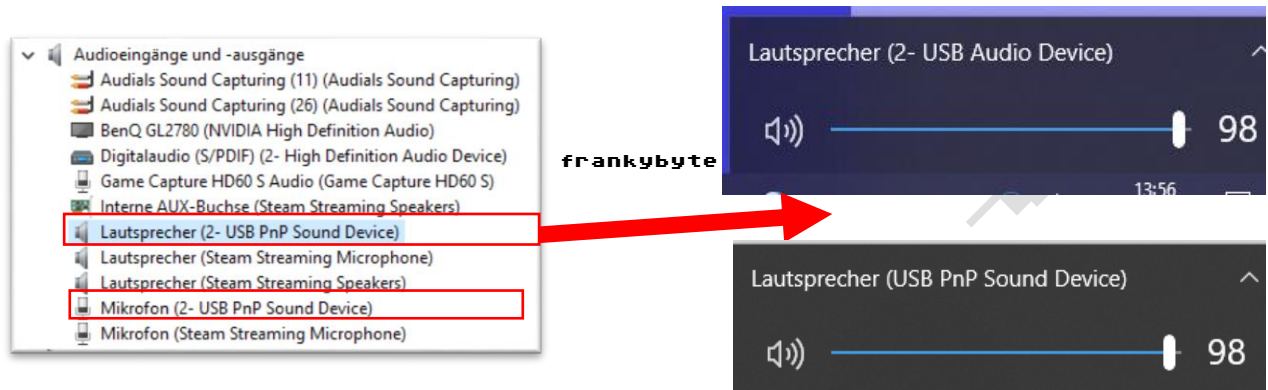 Audioeingänge und -ausgänge
Audials Sound Capturing (11) (Audials Sound Capturing)
Audials Sound Capturing (26) (Audials Sound Capturing)
BenQ GL2780 (NVIDIA High Definition Audio)
Digitalaudio (S/PDIF) (2- High Definition Audio Device)
Game Capture HD60 S Audio (Game Capture HD60 S)
Interne AUX-Buchse (Steam Streaming Speakers)
Lautsprecher (2- USB PnP Sound Device)
Lautsprecher (Steam Streaming Microphone)
Lautsprecher (Steam Streaming Speakers)
Mikrofon (2- USB PnP Sound Device)
Mikrofon (Steam Streaming Microphone)
frankybyte
Lautsprecher (2- USB Audio Device)
98
13:56
Lautsprecher (USB PnP Sound Device)
98